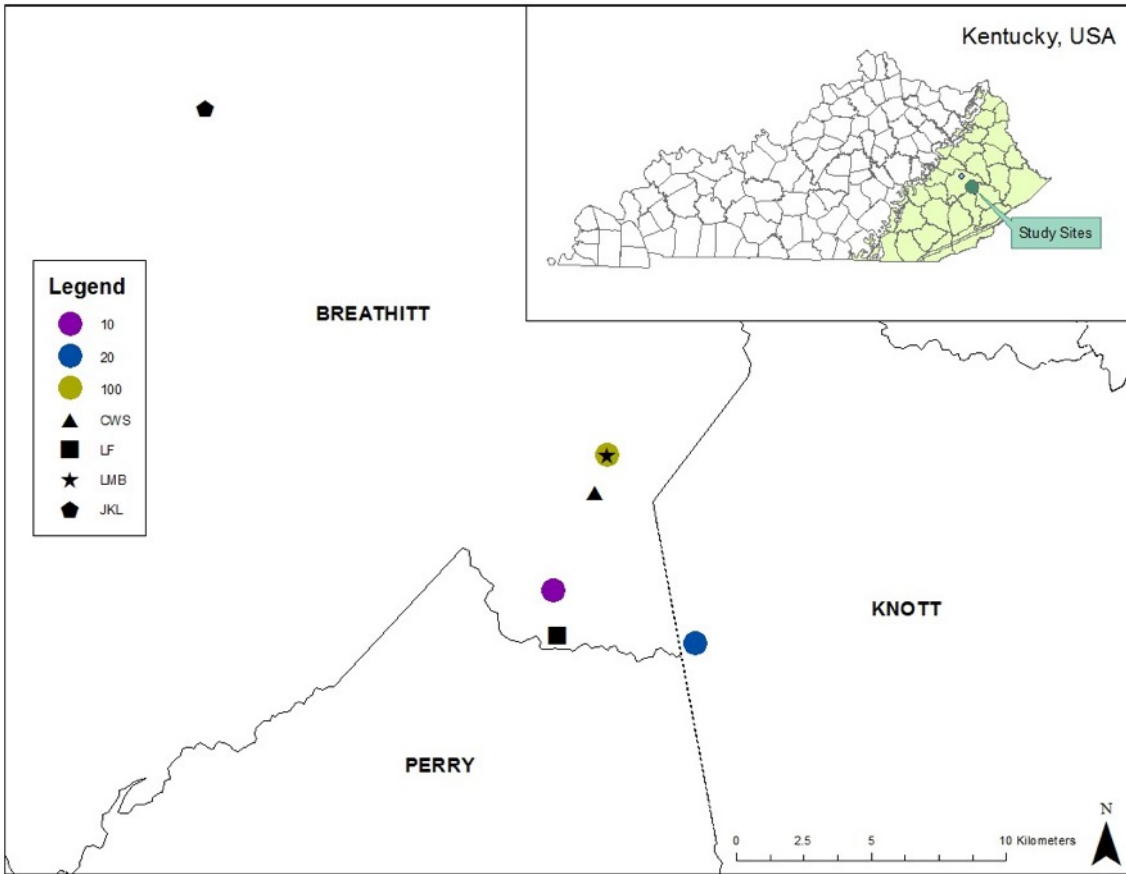 Kentucky, USA
Study Sites
Legend
10
20
100
CWS
LF
LMB
JKL
BREATHITT
KNOTT
PERRY
N
0 2.5 5 10 Kilometers